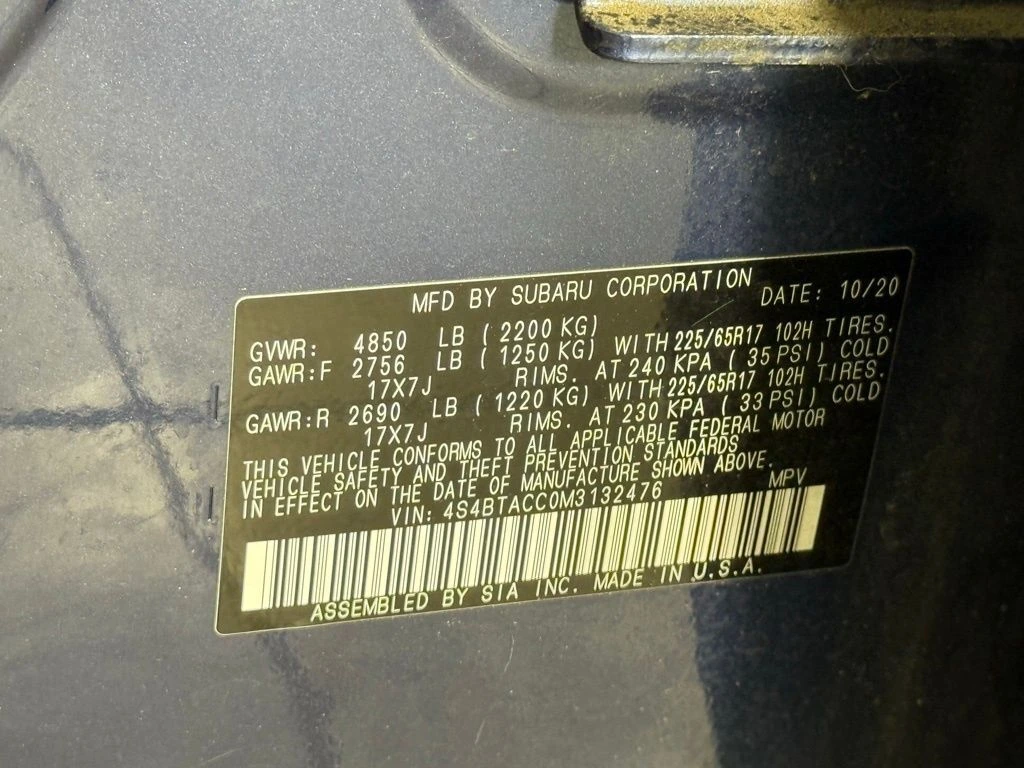 MFD BY SUBARU CORPORATION DATE: 10/20
GVWR: 4850 LB ( 2200 KG)
GAWR:F 2756 LB ( 1250 KG) WITH 225/65R17 102H TIRES.
17X7J RIMS. AT 240 KPA ( 35 PSI) COLD
GAWR:R 2690 LB ( 1220 KG) WITH 225/65R17 102H TIRES.
17X7J RIMS. AT 230 KPA ( 33 PSI) COLD
THIS VEHICLE CONFORMS TO ALL APPLICABLE FEDERAL MOTOR
VEHICLE SAFETY AND THEFT PREVENTION STANDARDS
IN EFFECT ON THE DATE OF MANUFACTURE SHOWN ABOVE.
VIN: 4S4BTACC0M3132476 MPV
ASSEMBLED BY SIA INC. MADE IN U.S.A.